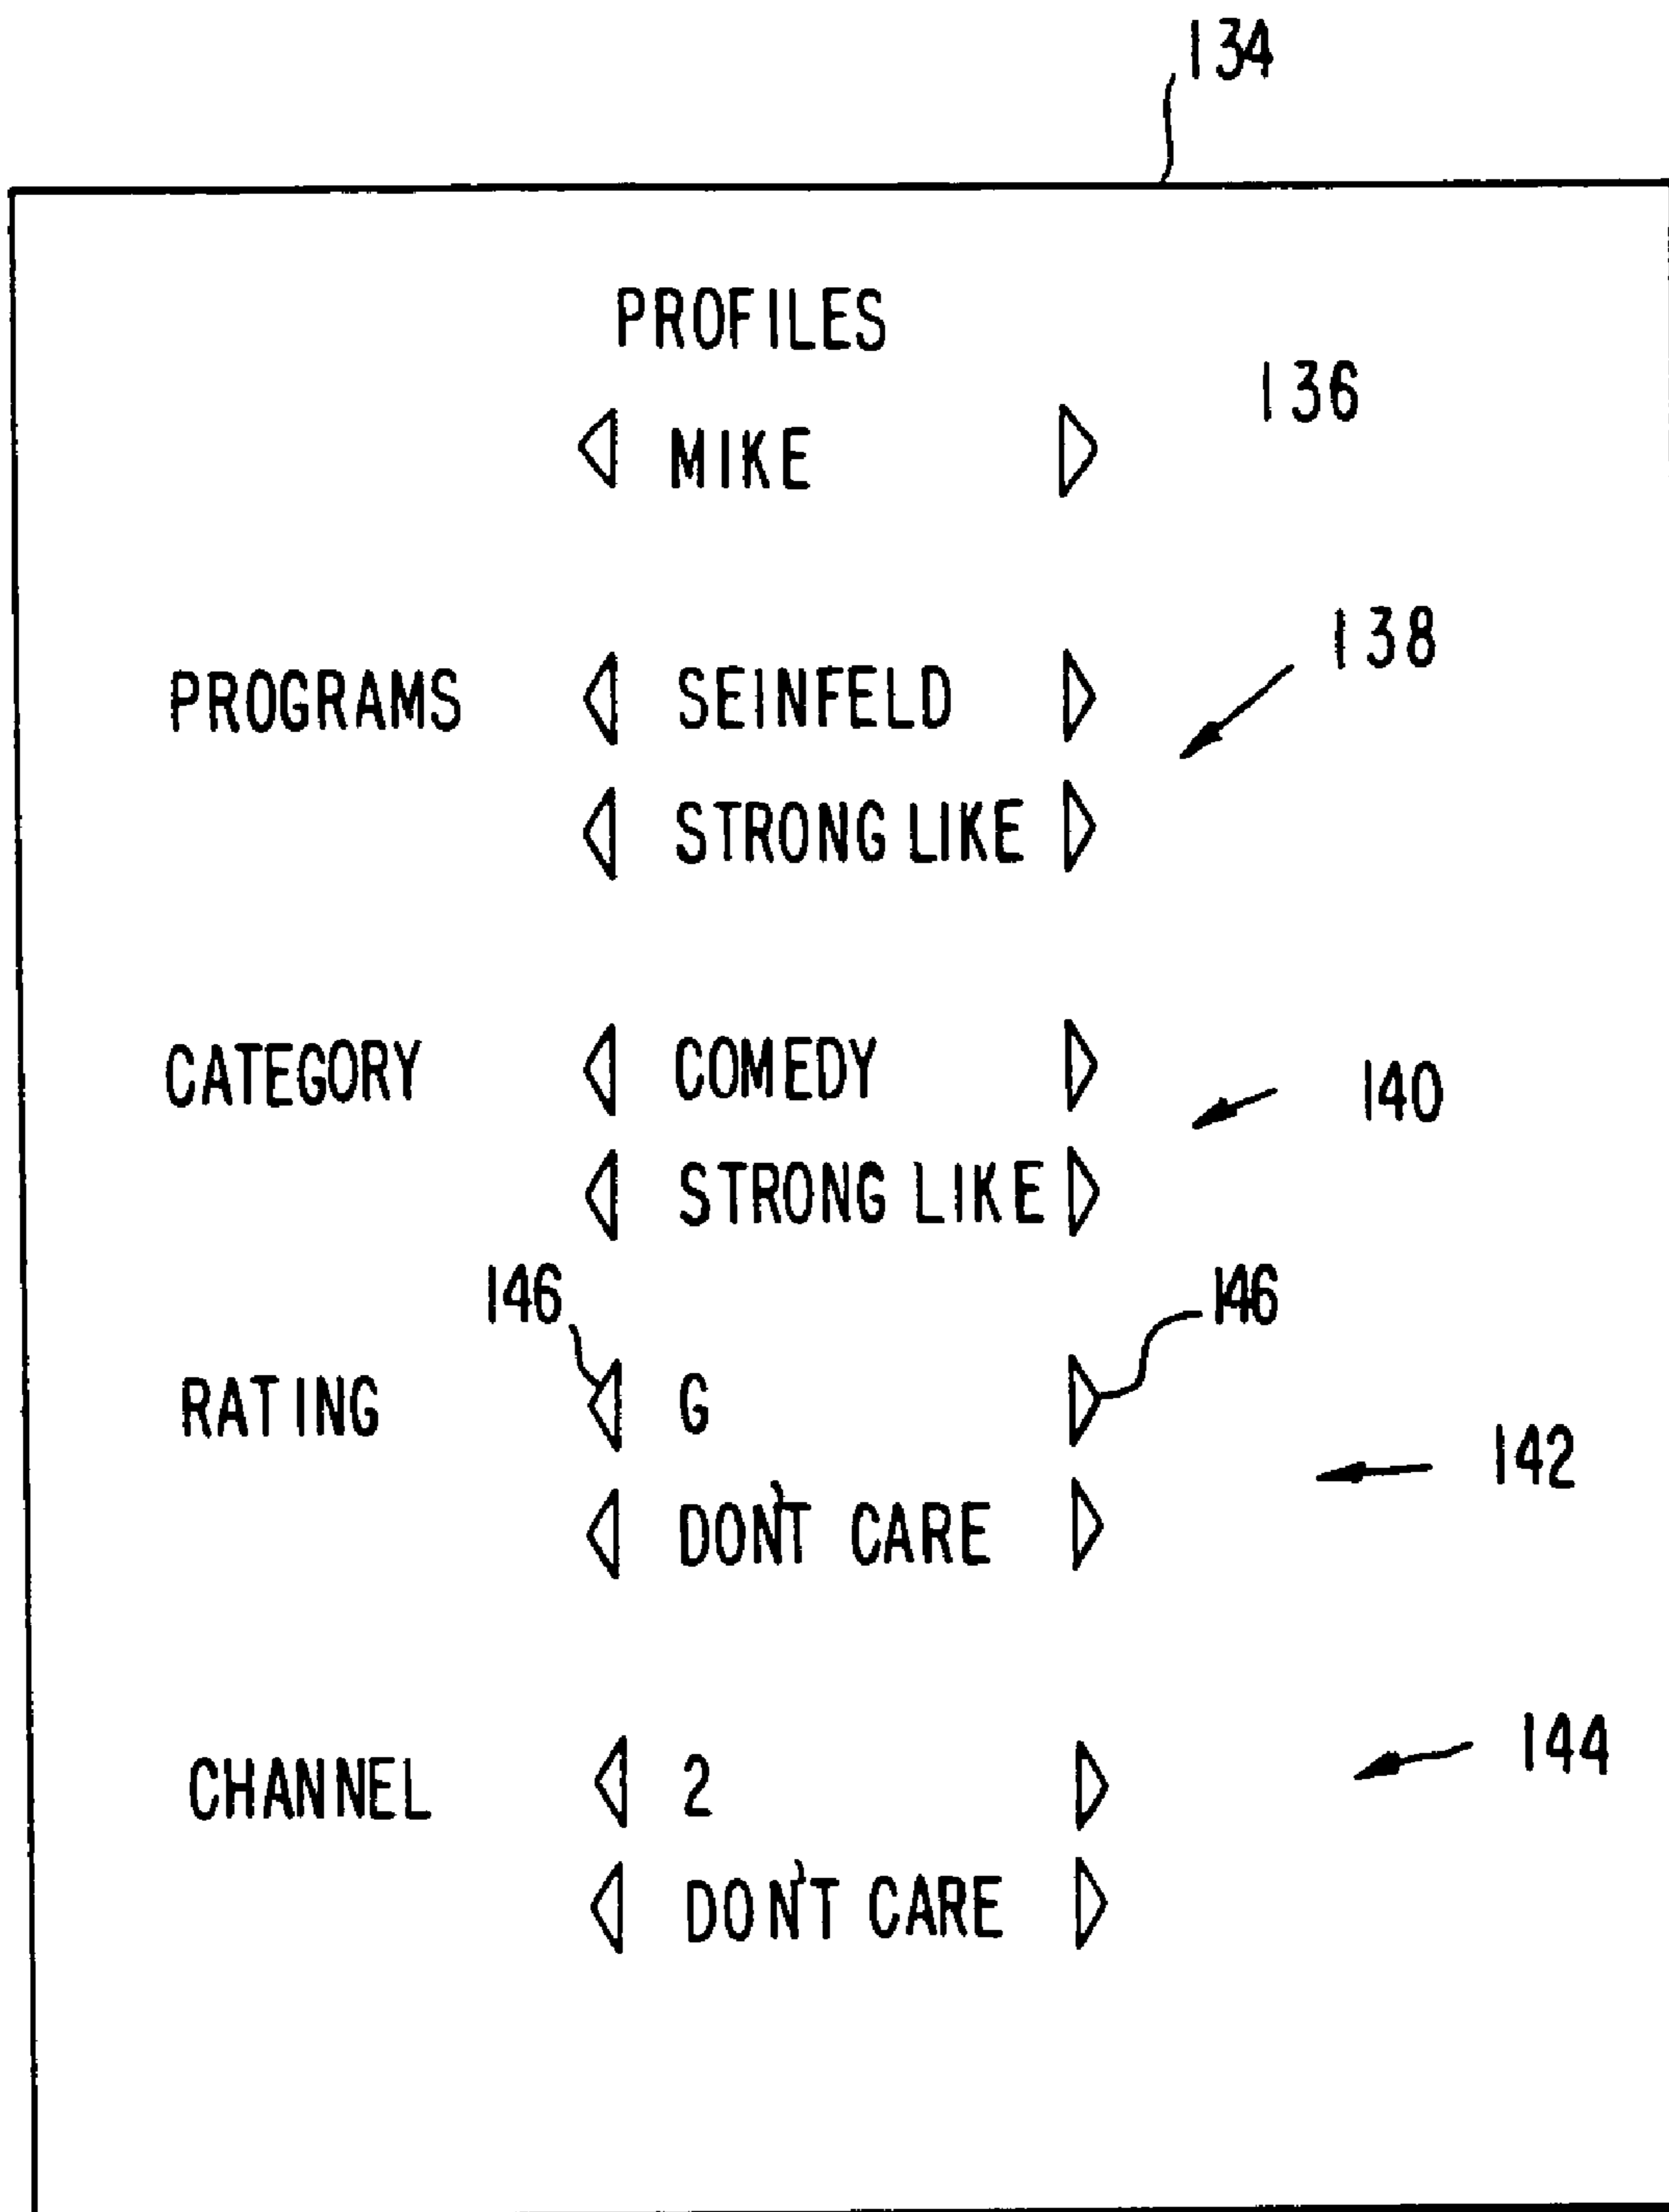 134
PROFILES
136
MIKE
138
PROGRAMS SEINFELD
STRONG LIKE
CATEGORY COMEDY
140
STRONG LIKE
146 146
RATING G
142
DON'T CARE
144
CHANNEL 2
DON'T CARE